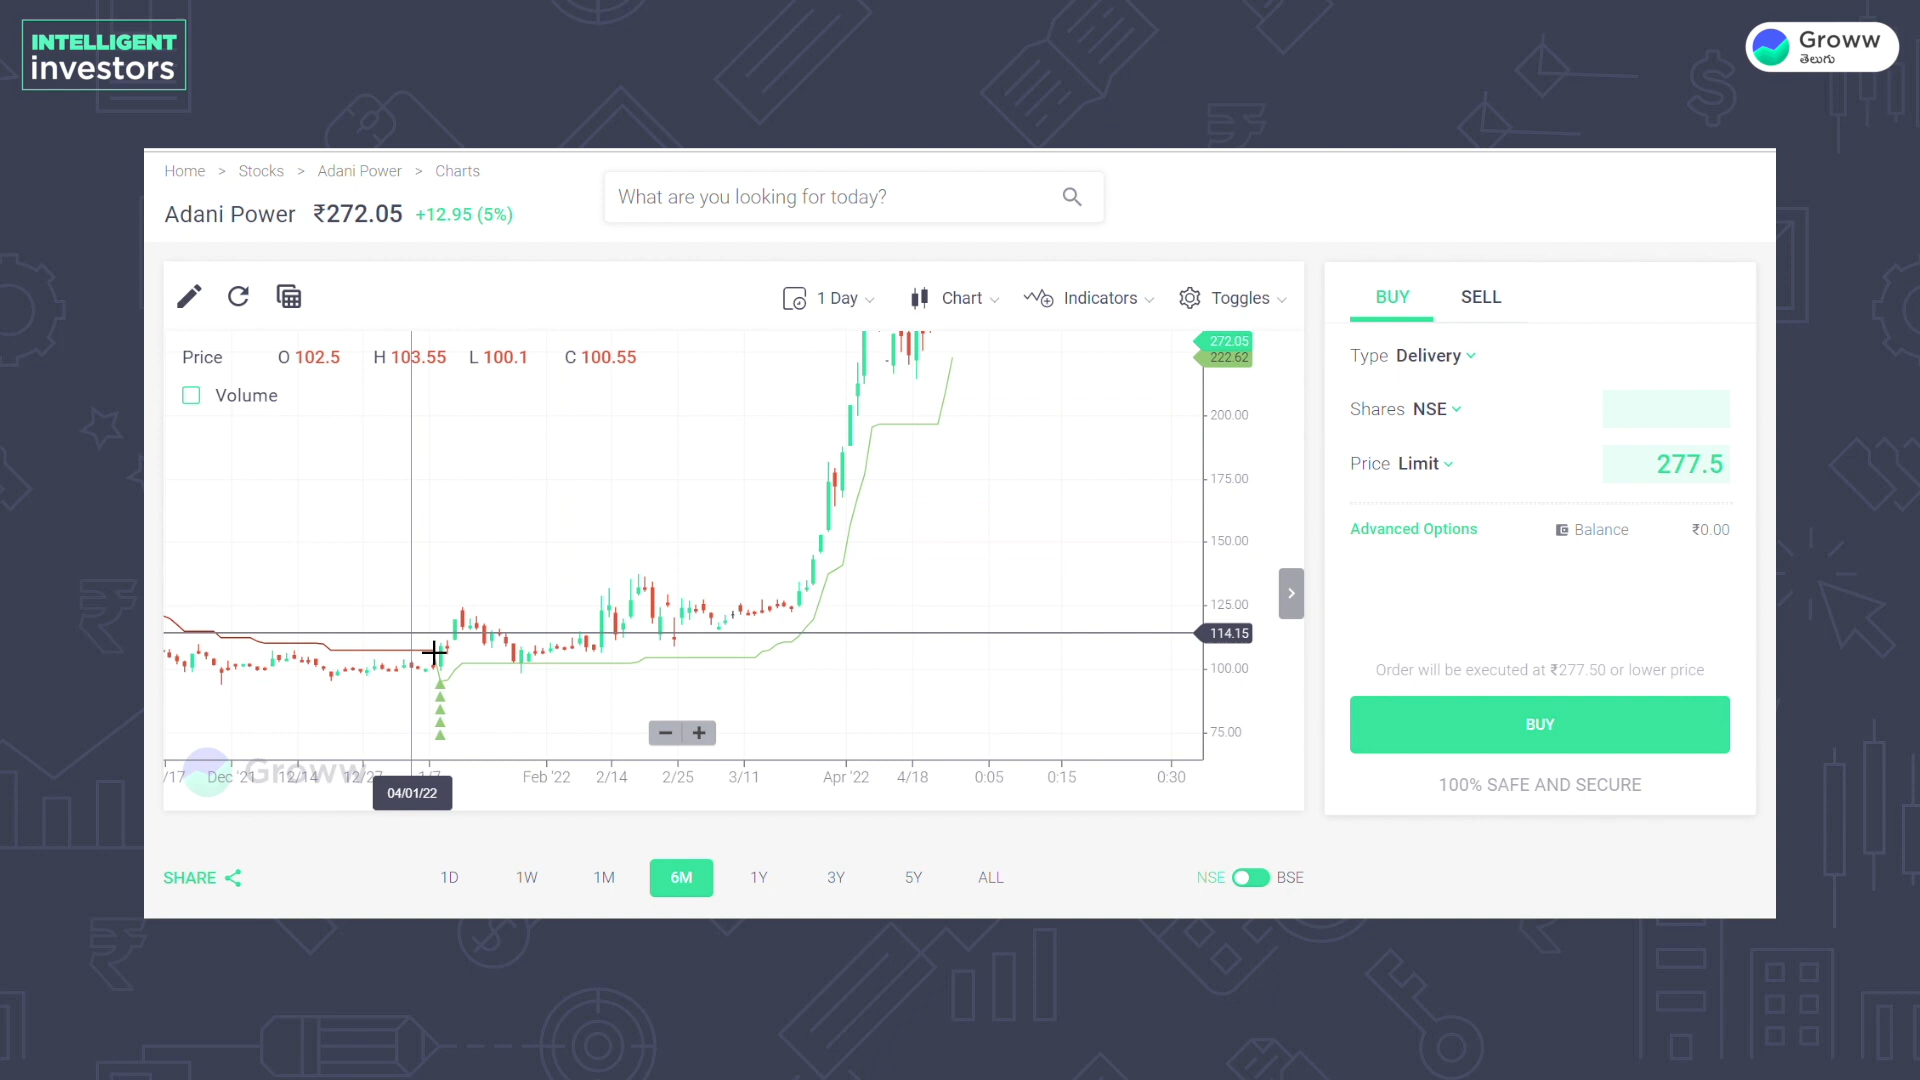 INTELLIGENT
investors
Groww
తెలుగు
Home > Stocks > Adani Power > Charts
What are you looking for today?
Adani Power ₹272.05 +12.95 (5%)
1 Day Chart Indicators Toggles
Price O 102.5 H 103.55 L 100.1 C 100.55
Volume
272.05
222.62
200.00
175.00
150.00
125.00
114.15
100.00
75.00
Groww
/17 Dec '21 12/14 12/27 1/7 Feb '22 2/14 2/25 3/11 Apr '22 4/18 0:05 0:15 0:30
04/01/22
SHARE 1D 1W 1M 6M 1Y 3Y 5Y ALL NSE BSE
BUY SELL
Type Delivery
Shares NSE
Price Limit 277.5
Advanced Options Balance ₹0.00
Order will be executed at ₹277.50 or lower price
BUY
100% SAFE AND SECURE